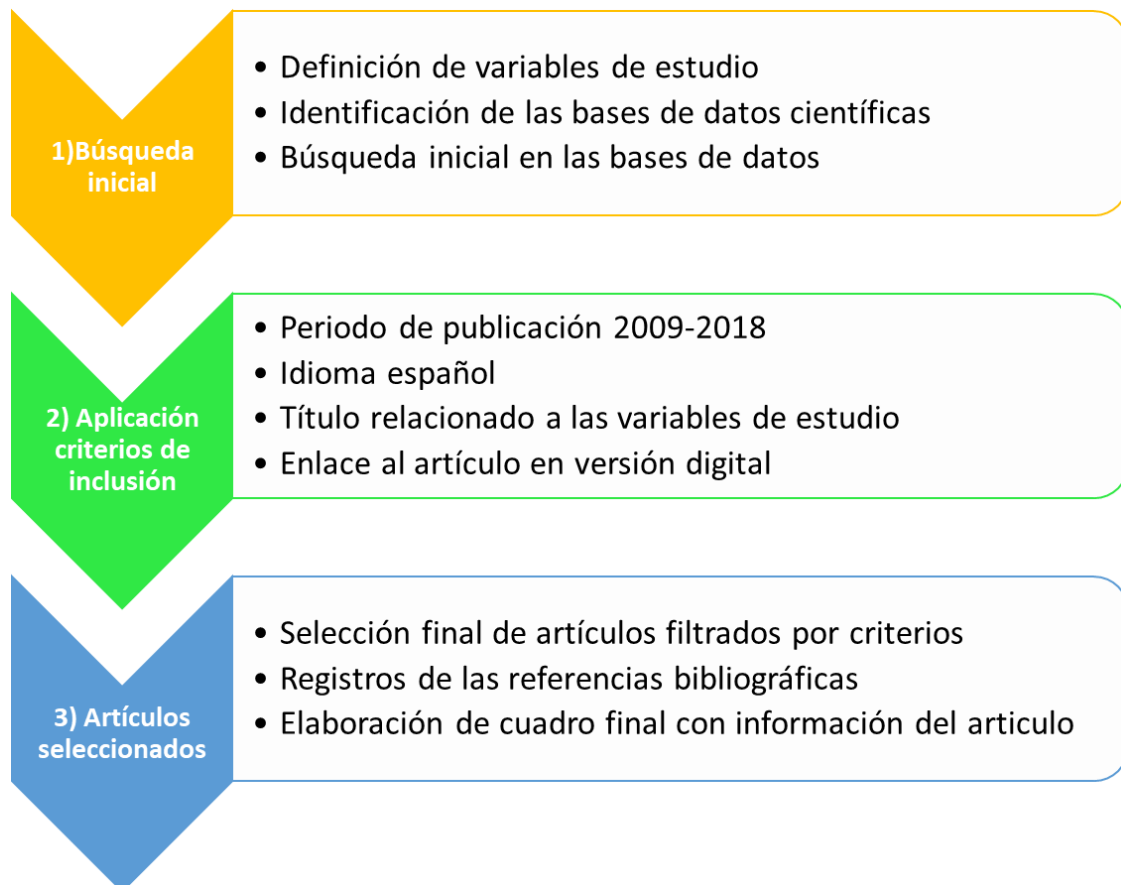 1)Búsqueda
inicial
• Definición de variables de estudio
• Identificación de las bases de datos científicas
• Búsqueda inicial en las bases de datos
2) Aplicación
criterios de
inclusión
• Periodo de publicación 2009-2018
• Idioma español
• Título relacionado a las variables de estudio
• Enlace al artículo en versión digital
3) Artículos
seleccionados
• Selección final de artículos filtrados por criterios
• Registros de las referencias bibliográficas
• Elaboración de cuadro final con información del articulo